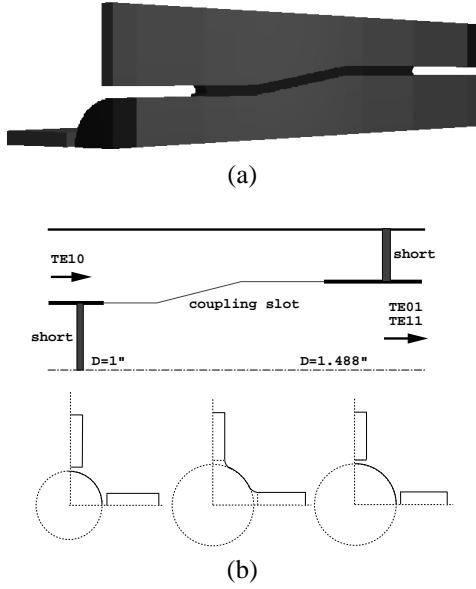 (a)
TE10
short
coupling slot
TE01
TE11
short
D=1"
D=1.488"
(b)